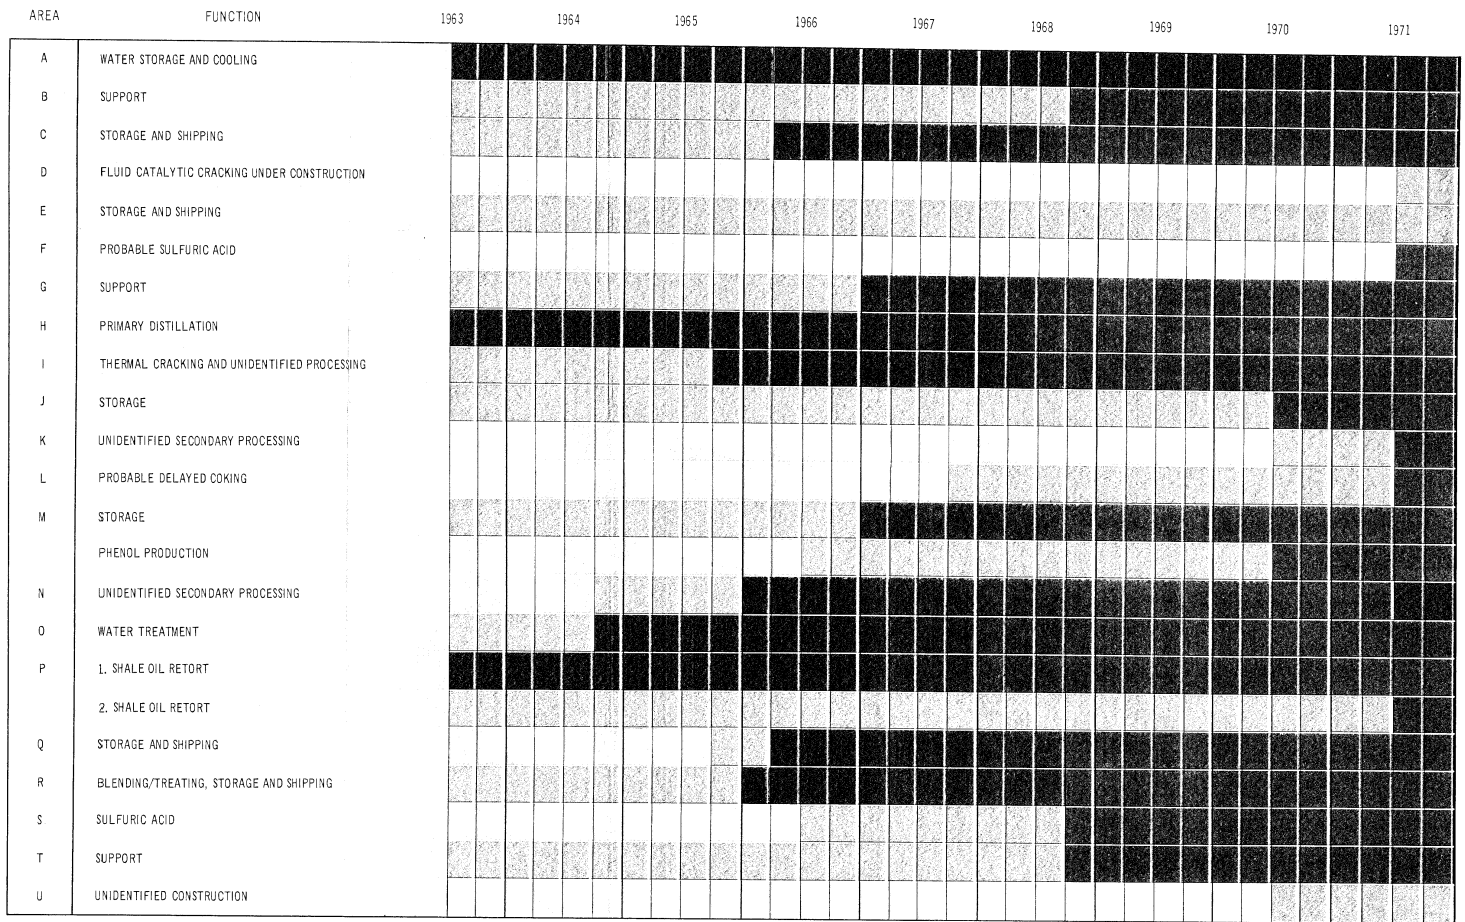 AREA FUNCTION 1963 1964 1965 1966 1967 1968 1969 1970 1971
A WATER STORAGE AND COOLING
B SUPPORT
C STORAGE AND SHIPPING
D FLUID CATALYTIC CRACKING UNDER CONSTRUCTION
E STORAGE AND SHIPPING
F PROBABLE SULFURIC ACID
G SUPPORT
H PRIMARY DISTILLATION
I THERMAL CRACKING AND UNIDENTIFIED PROCESSING
J STORAGE
K UNIDENTIFIED SECONDARY PROCESSING
L PROBABLE DELAYED COKING
M STORAGE
PHENOL PRODUCTION
N UNIDENTIFIED SECONDARY PROCESSING
O WATER TREATMENT
P 1. SHALE OIL RETORT
2. SHALE OIL RETORT
Q STORAGE AND SHIPPING
R BLENDING/TREATING, STORAGE AND SHIPPING
S SULFURIC ACID
T SUPPORT
U UNIDENTIFIED CONSTRUCTION